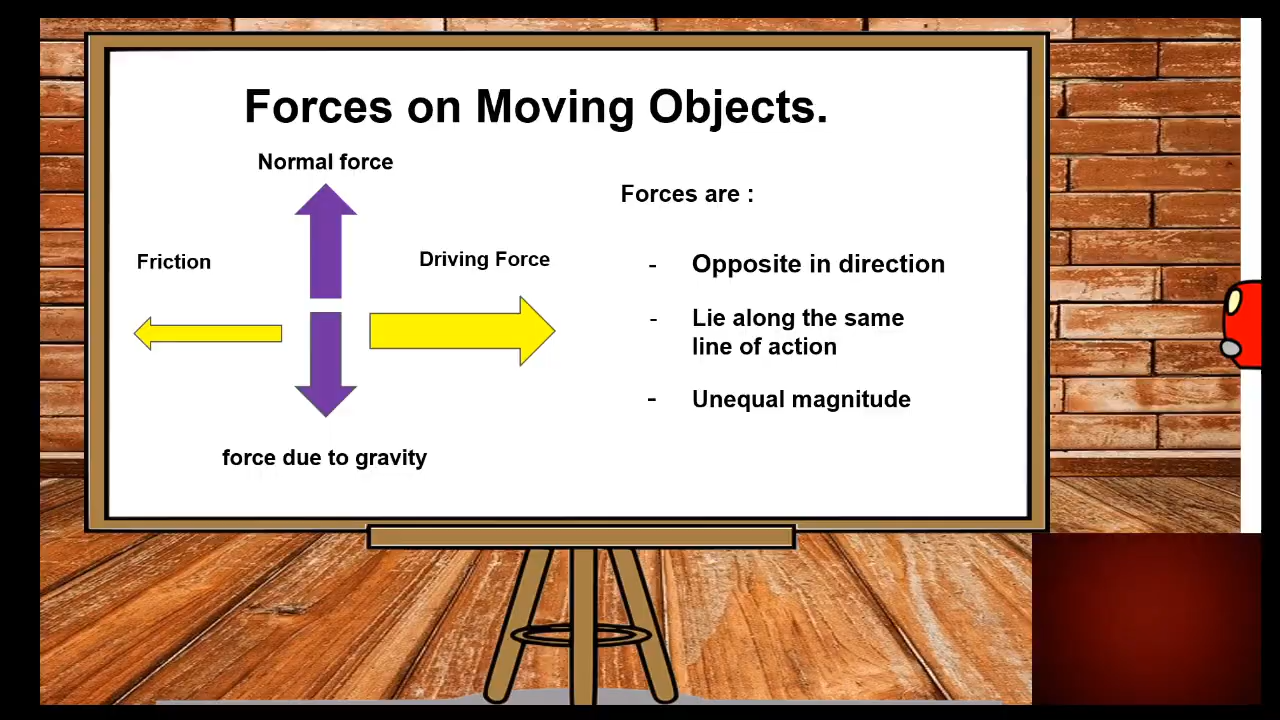 Forces on Moving Objects.
Normal force
Forces are :
Friction
Driving Force
- Opposite in direction
- Lie along the same
line of action
- Unequal magnitude
force due to gravity